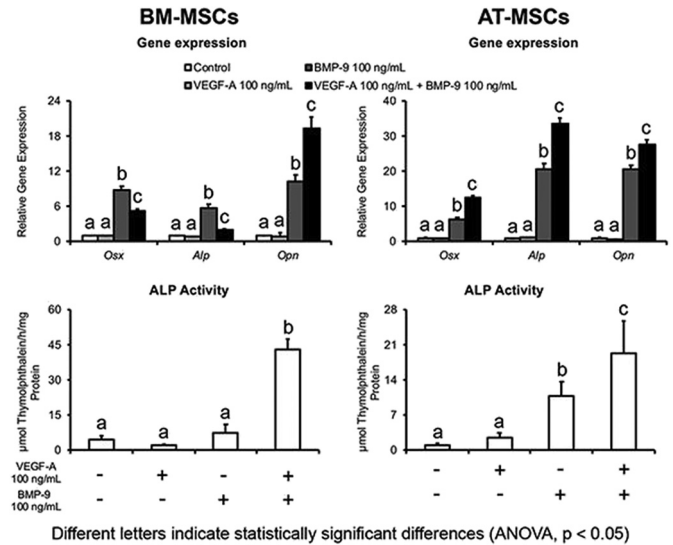 BM-MSCs AT-MSCs
Gene expression Gene expression
Control BMP-9 100 ng/mL
VEGF-A 100 ng/mL VEGF-A 100 ng/mL + BMP-9 100 ng/mL
Relative Gene Expression
24
18
12
6
0
a a b c
a a b c
a a b c
Osx Alp Opn
Relative Gene Expression
40
30
20
10
0
a a b c
a a b c
a a b c
Osx Alp Opn
ALP Activity
µmol Thymolphthalein/h/mg
Protein
60
45
30
15
0
a a a b
ALP Activity
µmol Thymolphthalein/h/mg
Protein
28
21
14
7
0
a a b c
VEGF-A
100 ng/mL
- + - + - + - +
BMP-9
100 ng/mL
- - + + - - + +
Different letters indicate statistically significant differences (ANOVA, p < 0.05)